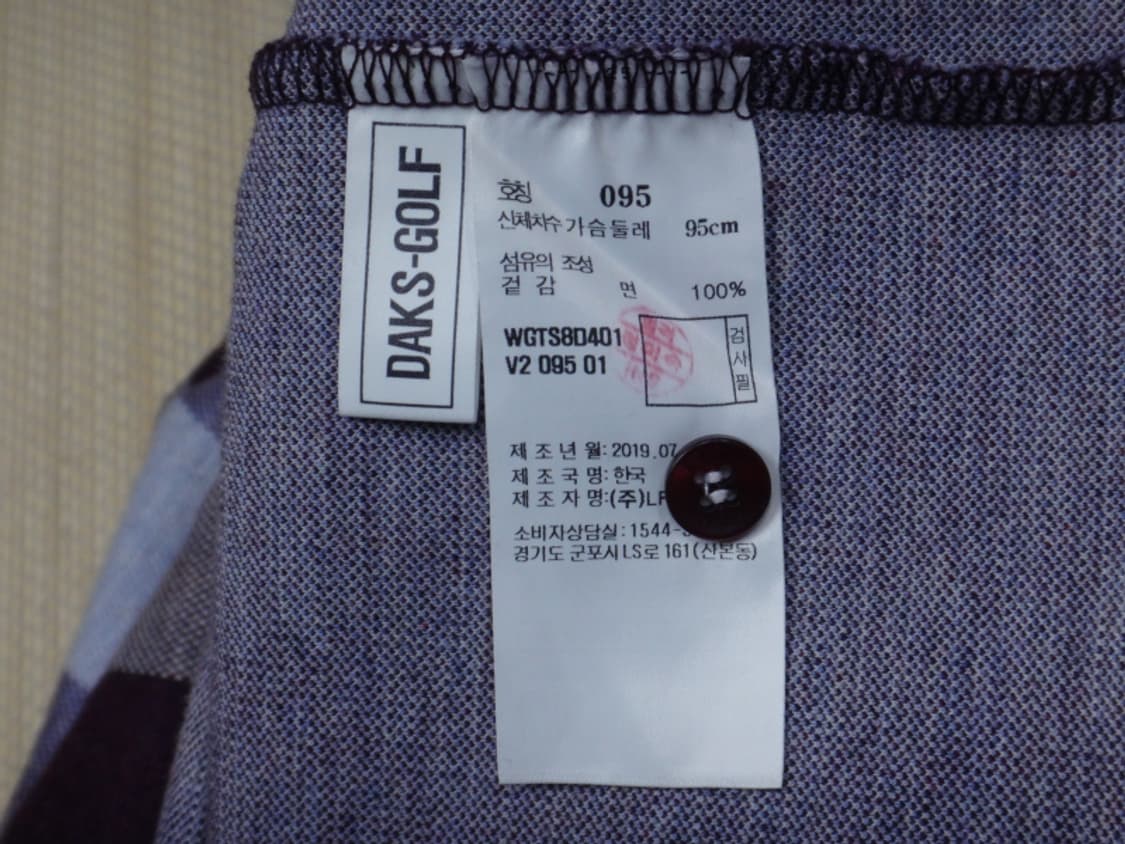 DAKS-GOLF
호칭 095
신체치수 가슴둘레 95cm
섬유의 조성
겉 감 면 100%
WGTS8D401
V2 095 01
검사필
제 조 년 월: 2019.07
제 조 국 명: 한국
제 조 자 명:(주)LF
소비자상담실: 1544-
경기도 군포시 LS로 161(산본동)